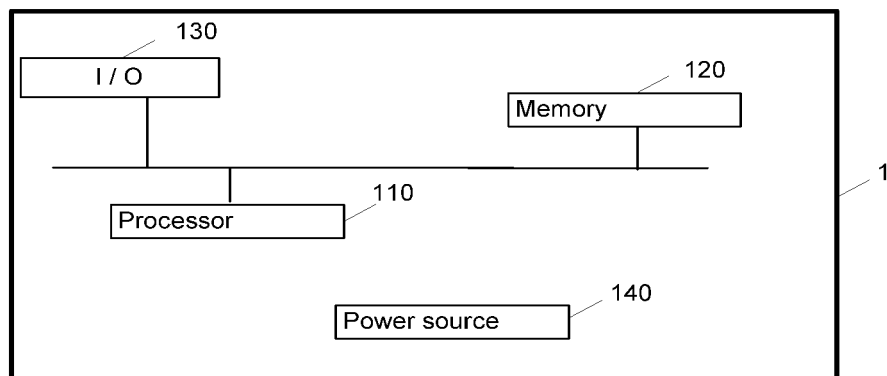 130
I / O
120
Memory
1
110
Processor
140
Power source